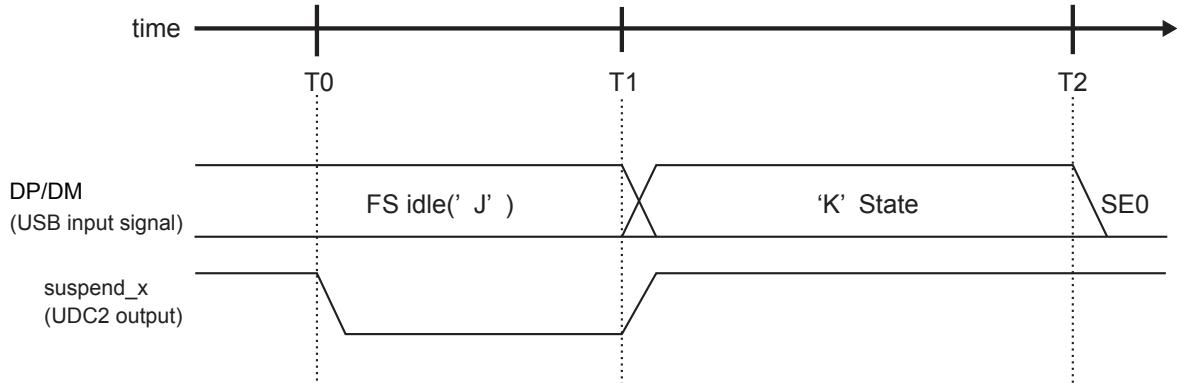 time
T0 T1 T2
DP/DM
(USB input signal)
FS idle(' J' ) 'K' State SE0
suspend_x
(UDC2 output)